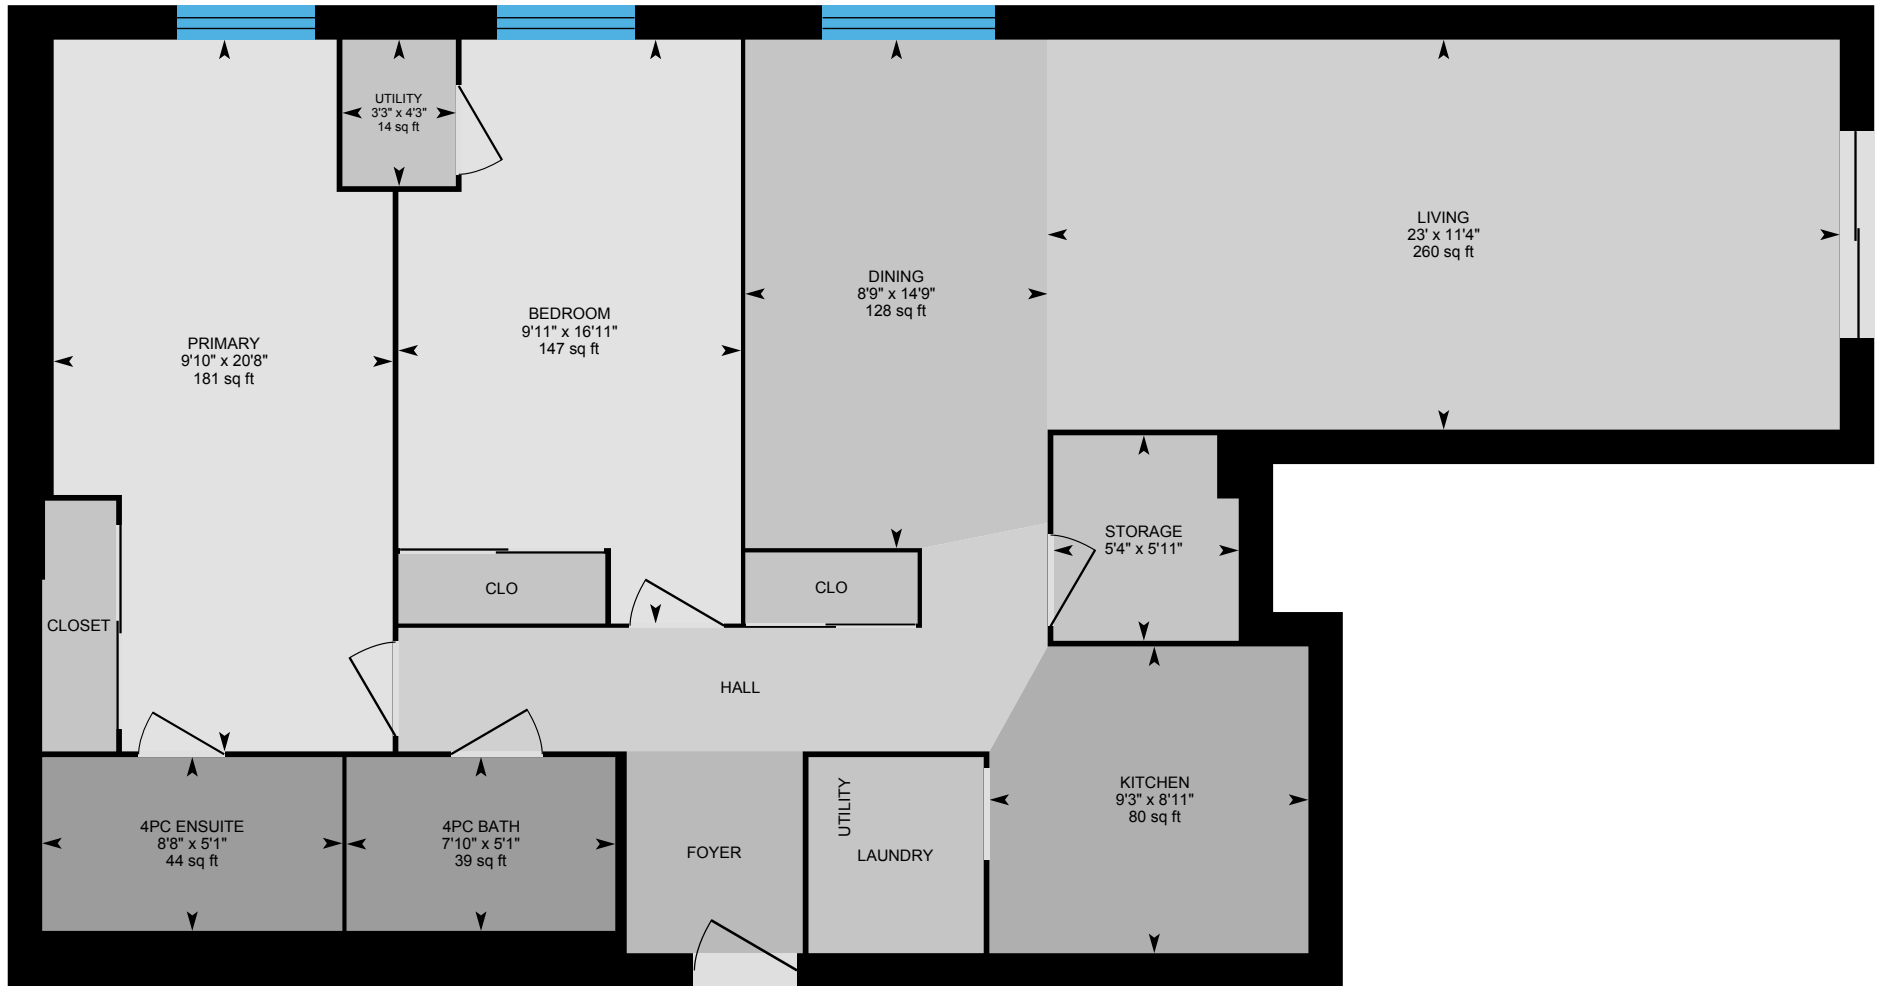 UTILITY
3'3" x 4'3"
14 sq ft
LIVING
23' x 11'4"
260 sq ft
DINING
8'9" x 14'9"
128 sq ft
BEDROOM
9'11" x 16'11"
147 sq ft
PRIMARY
9'10" x 20'8"
181 sq ft
STORAGE
5'4" x 5'11"
CLO
CLO
CLOSET
HALL
KITCHEN
9'3" x 8'11"
80 sq ft
4PC ENSUITE
8'8" x 5'1"
44 sq ft
4PC BATH
7'10" x 5'1"
39 sq ft
FOYER
UTILITY
LAUNDRY